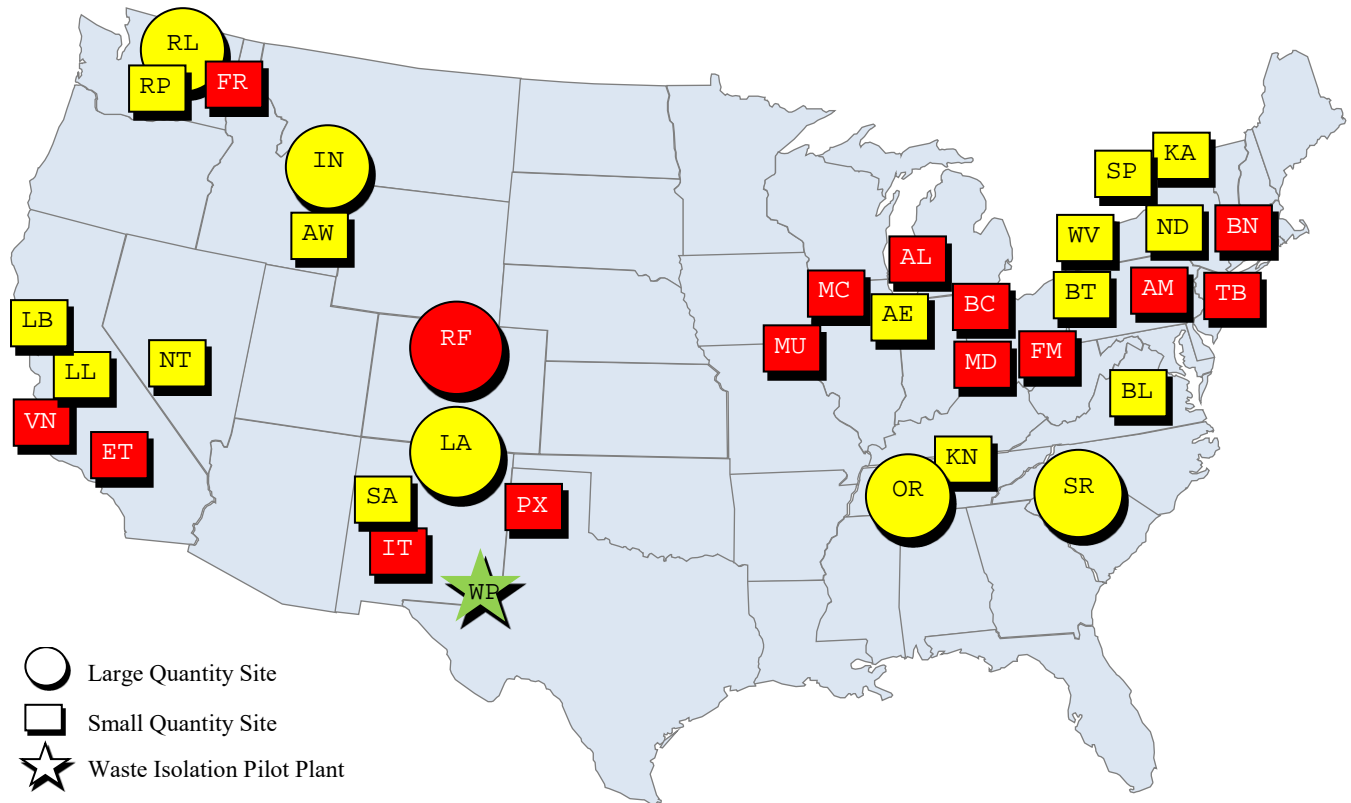 RL
RP
FR
IN
AW
KA
SP
ND
BN
WV
AL
BT
AM
TB
MC
AE
BC
MU
MD
FM
BL
LB
LL
NT
VN
ET
RF
LA
SA
PX
IT
WP
KN
OR
SR
Large Quantity Site
Small Quantity Site
Waste Isolation Pilot Plant